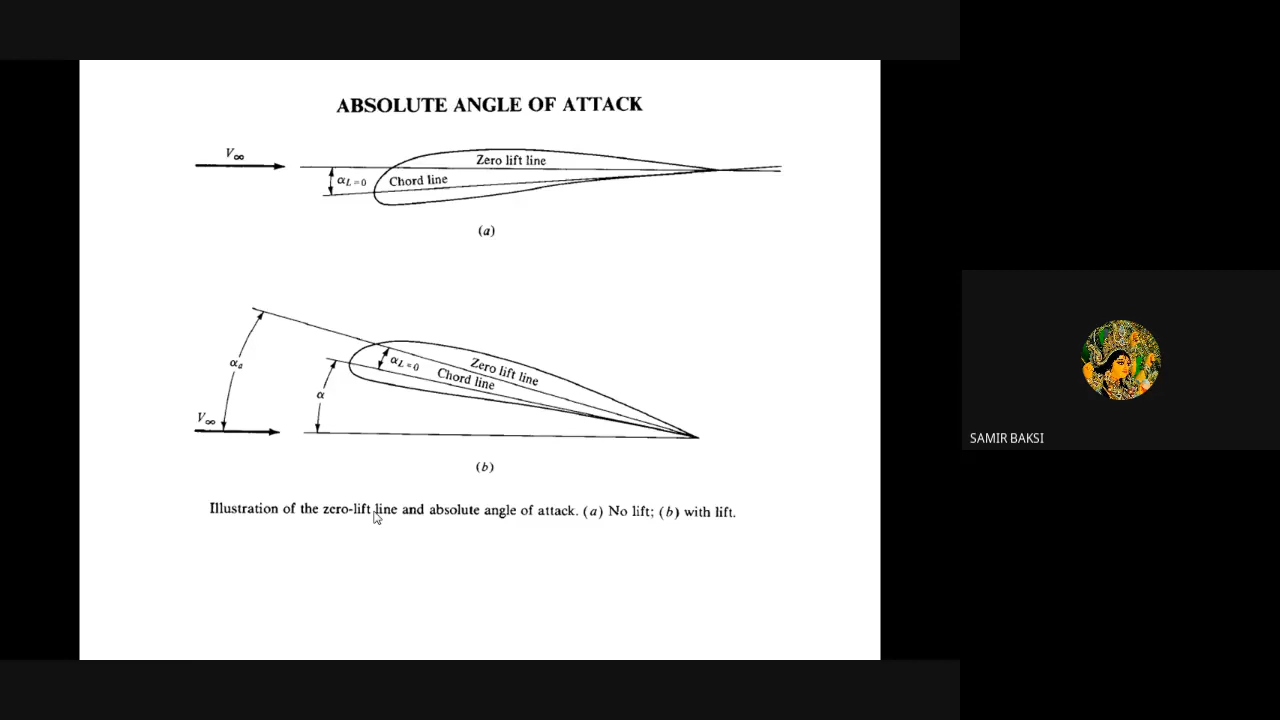 ABSOLUTE ANGLE OF ATTACK
V∞
Zero lift line
αL=0
Chord line
(a)
αa
αL=0
Zero lift line
Chord line
α
V∞
(b)
Illustration of the zero-lift line and absolute angle of attack. (a) No lift; (b) with lift.
SAMIR BAKSI